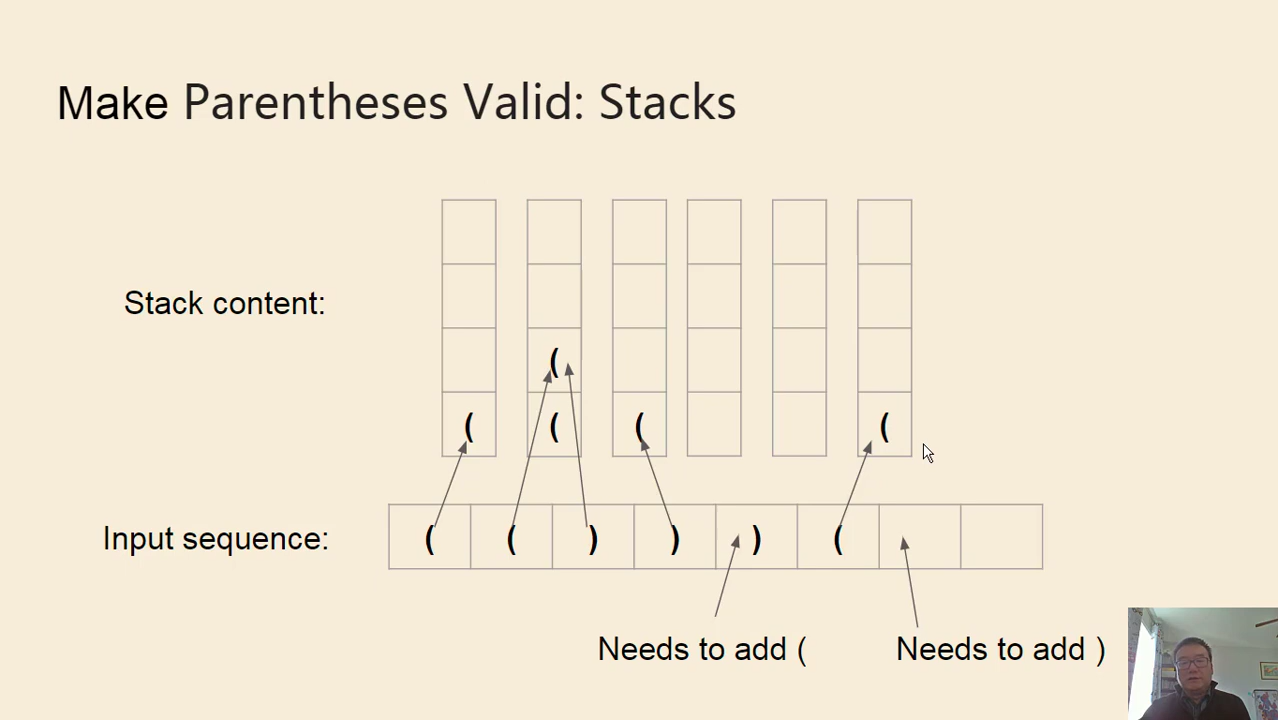 Make Parentheses Valid: Stacks
Stack content:
(
( ( ( (
Input sequence: ( ( ) ) ) (
Needs to add ( Needs to add )